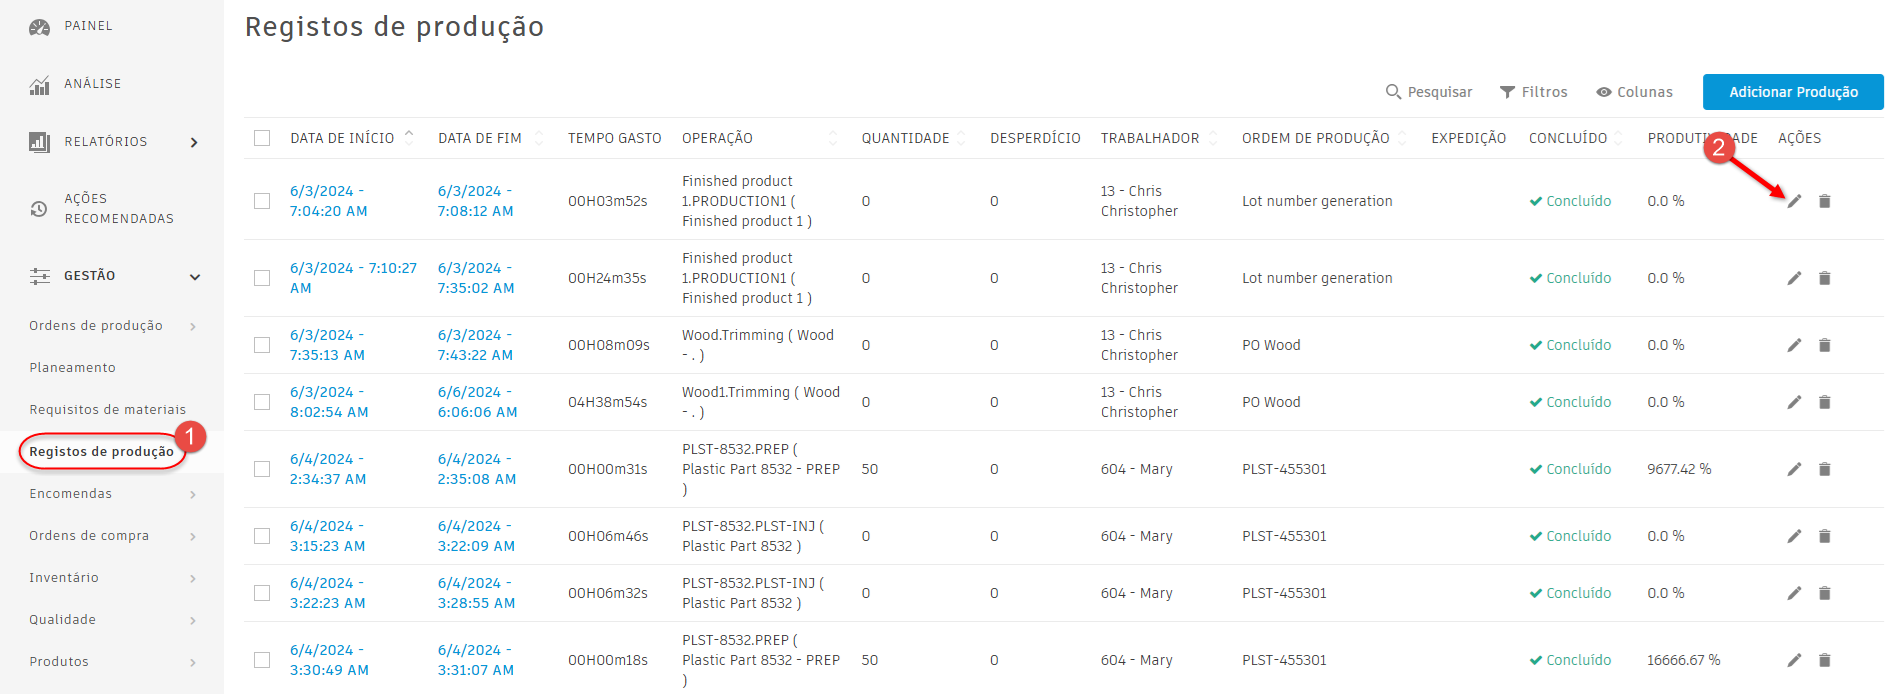 PAINEL
ANÁLISE
RELATÓRIOS
AÇÕES
RECOMENDADAS
GESTÃO
Ordens de produção
Planeamento
Requisitos de materiais
Registos de produção
1
Encomendas
Ordens de compra
Inventário
Qualidade
Produtos
Registos de produção
Pesquisar Filtros Colunas Adicionar Produção
DATA DE INÍCIO DATA DE FIM TEMPO GASTO OPERAÇÃO QUANTIDADE DESPERDÍCIO TRABALHADOR ORDEM DE PRODUÇÃO EXPEDIÇÃO CONCLUÍDO AÇÕES
2
6/3/2024 -
7:04:20 AM
6/3/2024 -
7:08:12 AM
00H03m52s
Finished product
1.PRODUCTION1 (
Finished product 1 )
0
0
13 - Chris
Christopher
Lot number generation
Concluído
0.0 %
6/3/2024 - 7:10:27
AM
6/3/2024 -
7:35:02 AM
00H24m35s
Finished product
1.PRODUCTION1 (
Finished product 1 )
0
0
13 - Chris
Christopher
Lot number generation
Concluído
0.0 %
6/3/2024 -
7:35:13 AM
6/3/2024 -
7:43:22 AM
00H08m09s
Wood.Trimming ( Wood
- . )
0
0
13 - Chris
Christopher
PO Wood
Concluído
0.0 %
6/3/2024 -
8:02:54 AM
6/6/2024 -
6:06:06 AM
04H38m54s
Wood1.Trimming ( Wood
- . )
0
0
13 - Chris
Christopher
PO Wood
Concluído
0.0 %
6/4/2024 -
2:34:37 AM
6/4/2024 -
2:35:08 AM
00H00m31s
PLST-8532.PREP (
Plastic Part 8532 - PREP
)
50
0
604 - Mary
PLST-455301
Concluído
9677.42 %
6/4/2024 -
3:15:23 AM
6/4/2024 -
3:22:09 AM
00H06m46s
PLST-8532.PLST-INJ (
Plastic Part 8532 )
0
0
604 - Mary
PLST-455301
Concluído
0.0 %
6/4/2024 -
3:22:23 AM
6/4/2024 -
3:28:55 AM
00H06m32s
PLST-8532.PLST-INJ (
Plastic Part 8532 )
0
0
604 - Mary
PLST-455301
Concluído
0.0 %
6/4/2024 -
3:30:49 AM
6/4/2024 -
3:31:07 AM
00H00m18s
PLST-8532.PREP (
Plastic Part 8532 - PREP
)
50
0
604 - Mary
PLST-455301
Concluído
16666.67 %